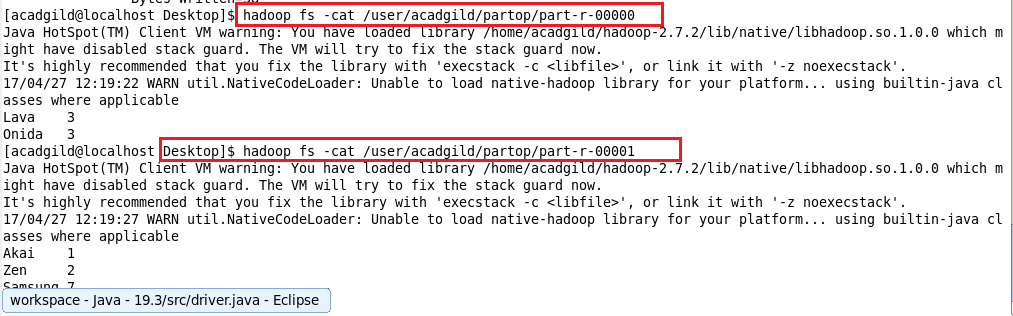 [acadgild@localhost Desktop]$ hadoop fs -cat /user/acadgild/partop/part-r-00000
Java HotSpot(TM) Client VM warning: You have loaded library /home/acadgild/hadoop-2.7.2/lib/native/libhadoop.so.1.0.0 which m
ight have disabled stack guard. The VM will try to fix the stack guard now.
It's highly recommended that you fix the library with 'execstack -c <libfile>', or link it with '-z noexecstack'.
17/04/27 12:19:22 WARN util.NativeCodeLoader: Unable to load native-hadoop library for your platform... using builtin-java cl
asses where applicable
Lava    3
Onida   3
[acadgild@localhost Desktop]$ hadoop fs -cat /user/acadgild/partop/part-r-00001
Java HotSpot(TM) Client VM warning: You have loaded library /home/acadgild/hadoop-2.7.2/lib/native/libhadoop.so.1.0.0 which m
ight have disabled stack guard. The VM will try to fix the stack guard now.
It's highly recommended that you fix the library with 'execstack -c <libfile>', or link it with '-z noexecstack'.
17/04/27 12:19:27 WARN util.NativeCodeLoader: Unable to load native-hadoop library for your platform... using builtin-java cl
asses where applicable
Akai    1
Zen     2
Samsung 7
workspace - Java - 19.3/src/driver.java - Eclipse